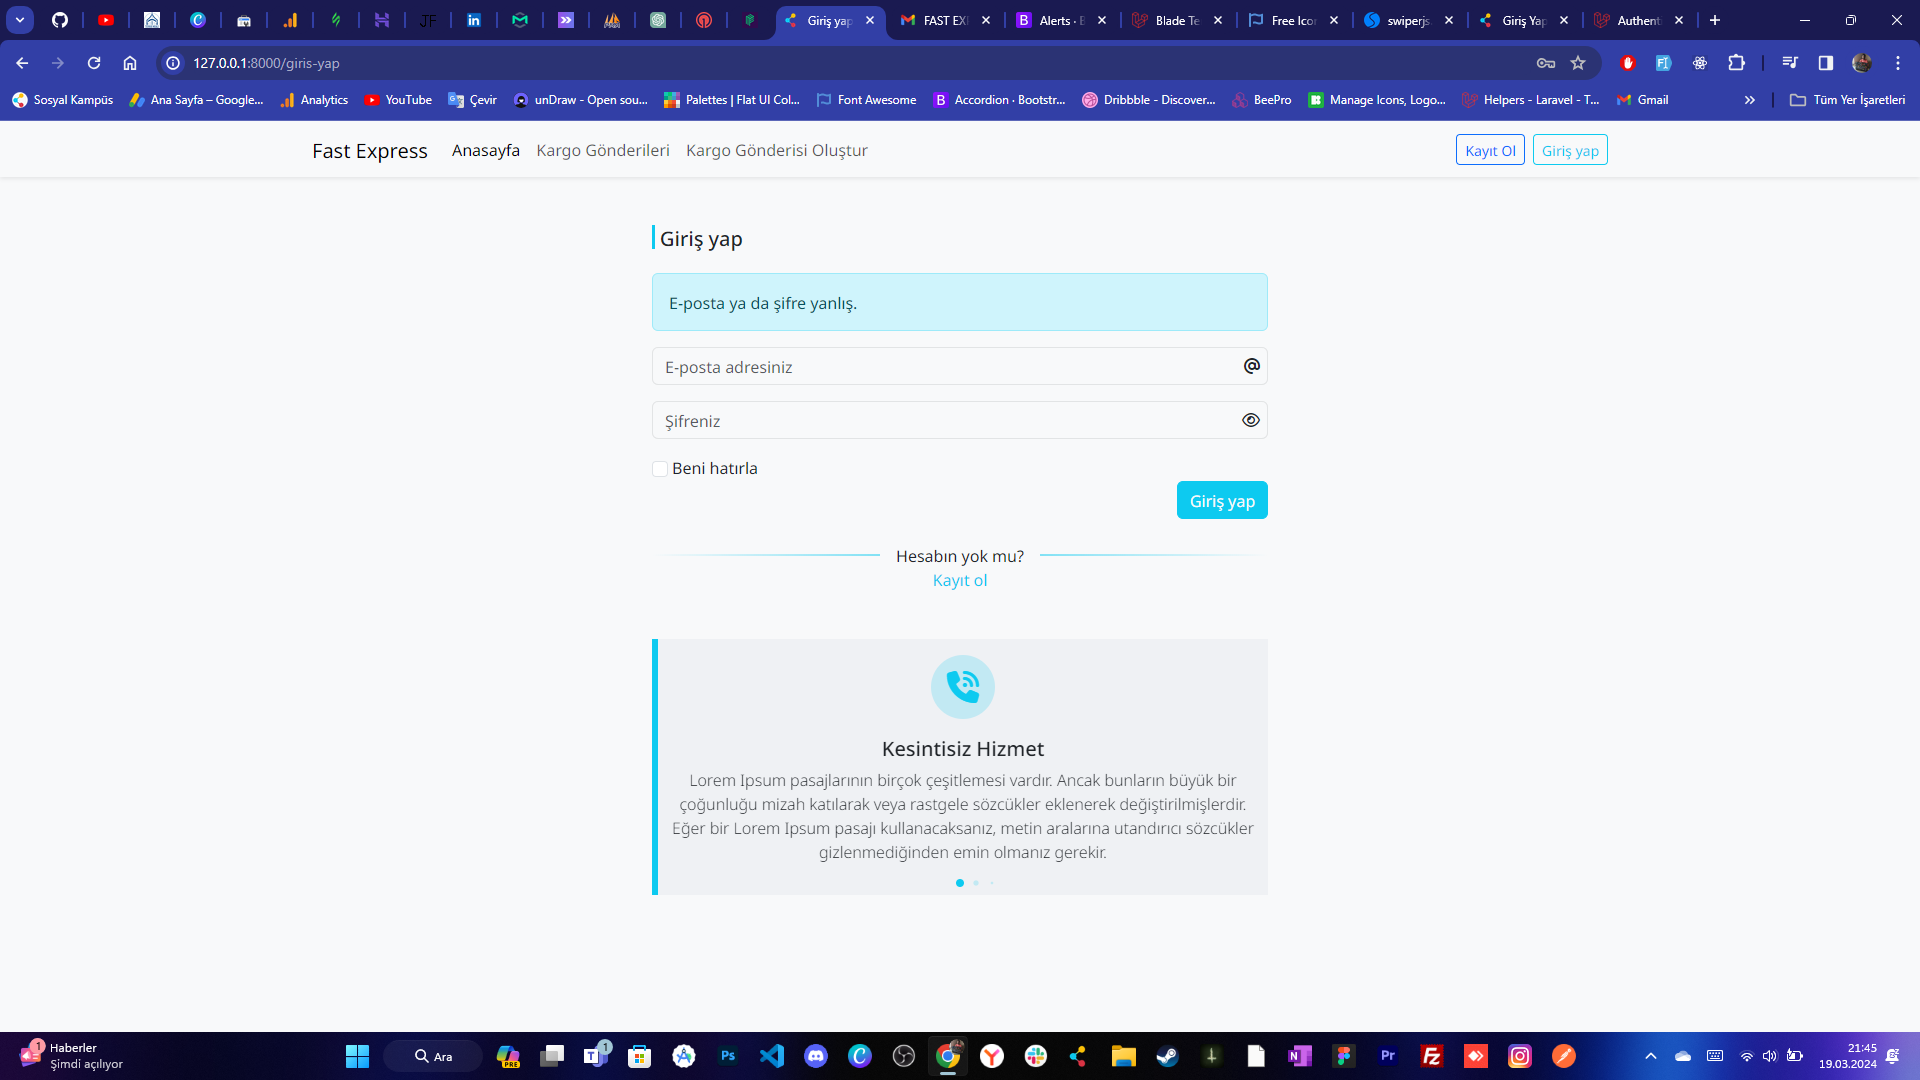 Giriş yap
FAST EXI
Alerts · B
Blade Te
Free Icon
swiperjs
Giriş Yap
Authent
127.0.0.1:8000/giris-yap
Sosyal Kampüs
Ana Sayfa – Google...
Analytics
YouTube
Çevir
unDraw - Open sou...
Palettes | Flat UI Col...
Font Awesome
Accordion · Bootstr...
Dribbble - Discover...
BeePro
Manage Icons, Logo...
Helpers - Laravel - T...
Gmail
Tüm Yer İşaretleri
Fast Express
Anasayfa
Kargo Gönderileri
Kargo Gönderisi Oluştur
Kayıt Ol
Giriş yap
Giriş yap
E-posta ya da şifre yanlış.
E-posta adresiniz
Şifreniz
Beni hatırla
Giriş yap
Hesabın yok mu?
Kayıt ol
Kesintisiz Hizmet
Lorem Ipsum pasajlarının birçok çeşitlemesi vardır. Ancak bunların büyük bir
çoğunluğu mizah katılarak veya rastgele sözcükler eklenerek değiştirilmişlerdir.
Eğer bir Lorem Ipsum pasajı kullanacaksanız, metin aralarına utandırıcı sözcükler
gizlenmediğinden emin olmanız gerekir.
1
Haberler
Şimdi açılıyor
Ara
PRE
1
Ps
Pr
21:45
19.03.2024